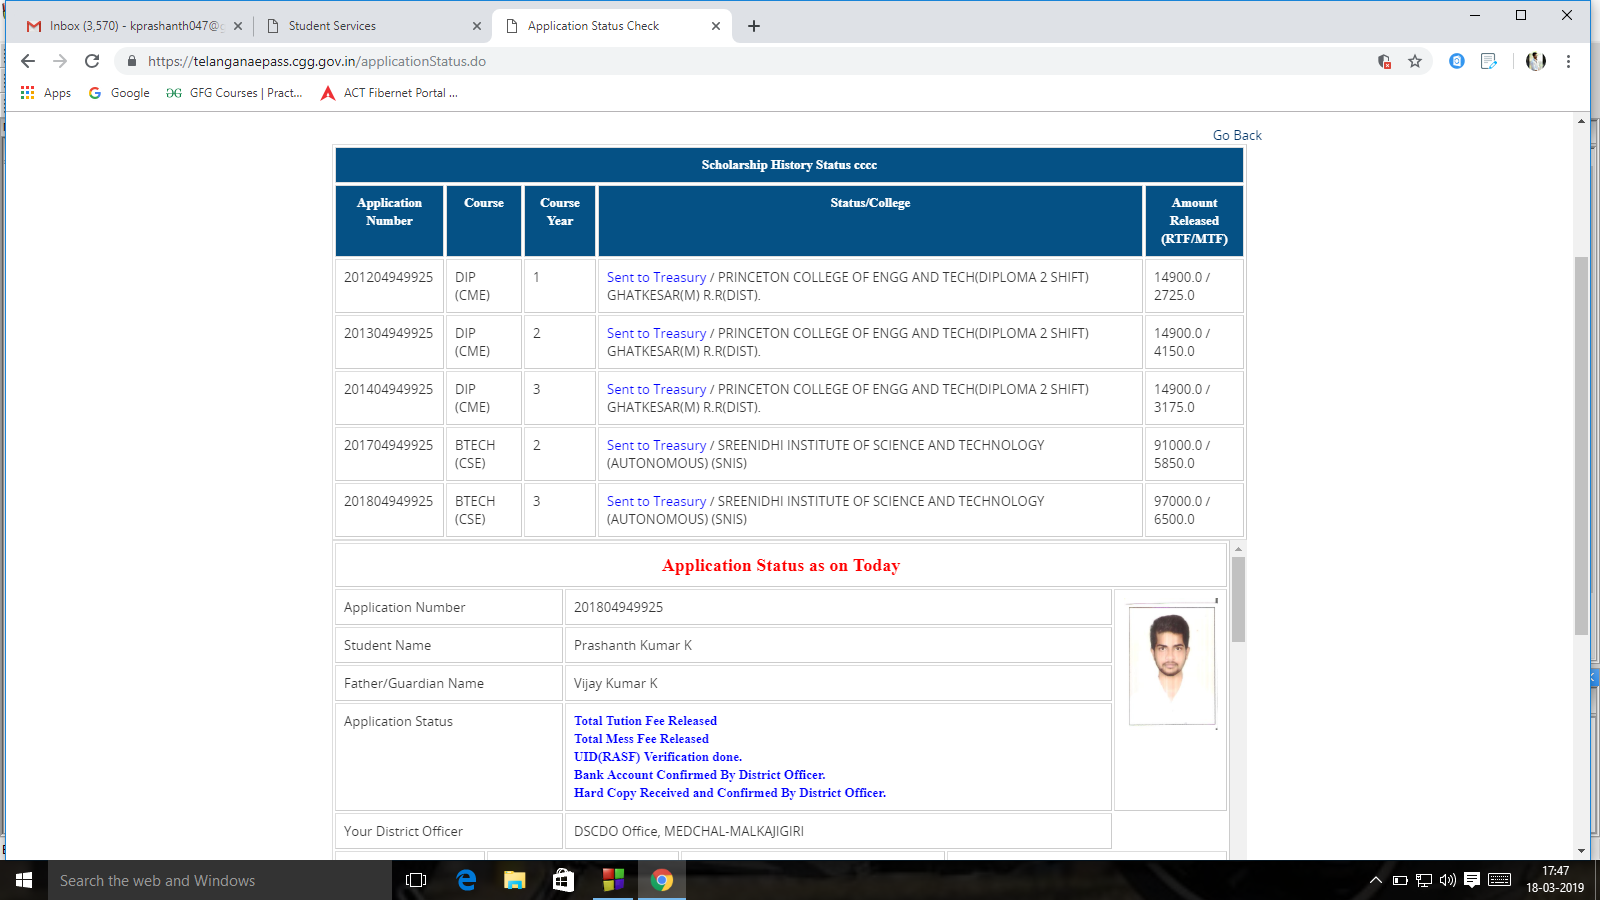 Inbox (3,570) - kprashanth047@g
Student Services
Application Status Check
https://telanganaepass.cgg.gov.in/applicationStatus.do
Apps
Google
GFG Courses | Pract...
ACT Fibernet Portal ...
Go Back
Scholarship History Status cccc
Application Number
Course
Course Year
Status/College
Amount Released (RTF/MTF)
201204949925
DIP (CME)
1
Sent to Treasury / PRINCETON COLLEGE OF ENGG AND TECH(DIPLOMA 2 SHIFT)
GHATKESAR(M) R.R(DIST).
14900.0 / 2725.0
201304949925
DIP (CME)
2
Sent to Treasury / PRINCETON COLLEGE OF ENGG AND TECH(DIPLOMA 2 SHIFT)
GHATKESAR(M) R.R(DIST).
14900.0 / 4150.0
201404949925
DIP (CME)
3
Sent to Treasury / PRINCETON COLLEGE OF ENGG AND TECH(DIPLOMA 2 SHIFT)
GHATKESAR(M) R.R(DIST).
14900.0 / 3175.0
201704949925
BTECH (CSE)
2
Sent to Treasury / SREENIDHI INSTITUTE OF SCIENCE AND TECHNOLOGY
(AUTONOMOUS) (SNIS)
91000.0 / 5850.0
201804949925
BTECH (CSE)
3
Sent to Treasury / SREENIDHI INSTITUTE OF SCIENCE AND TECHNOLOGY
(AUTONOMOUS) (SNIS)
97000.0 / 6500.0
Application Status as on Today
Application Number
201804949925
Student Name
Prashanth Kumar K
Father/Guardian Name
Vijay Kumar K
Application Status
Total Tution Fee Released
Total Mess Fee Released
UID(RASF) Verification done.
Bank Account Confirmed By District Officer.
Hard Copy Received and Confirmed By District Officer.
Your District Officer
DSCDO Office, MEDCHAL-MALKAJIGIRI
Search the web and Windows
17:47
18-03-2019